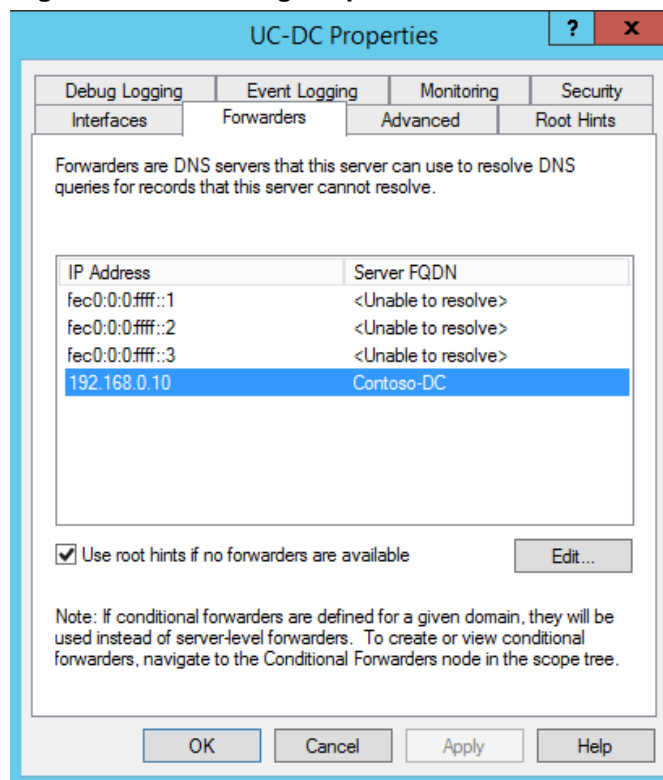 UC-DC Properties
?
x
Debug Logging Event Logging Monitoring Security
Interfaces Forwarders Advanced Root Hints
Forwarders are DNS servers that this server can use to resolve DNS
queries for records that this server cannot resolve.
IP Address Server FQDN
fec0:0:0:ffff::1 <Unable to resolve>
fec0:0:0:ffff::2 <Unable to resolve>
fec0:0:0:ffff::3 <Unable to resolve>
192.168.0.10 Contoso-DC
Use root hints if no forwarders are available Edit...
Note: If conditional forwarders are defined for a given domain, they will be
used instead of server-level forwarders. To create or view conditional
forwarders, navigate to the Conditional Forwarders node in the scope tree.
OK Cancel Apply Help